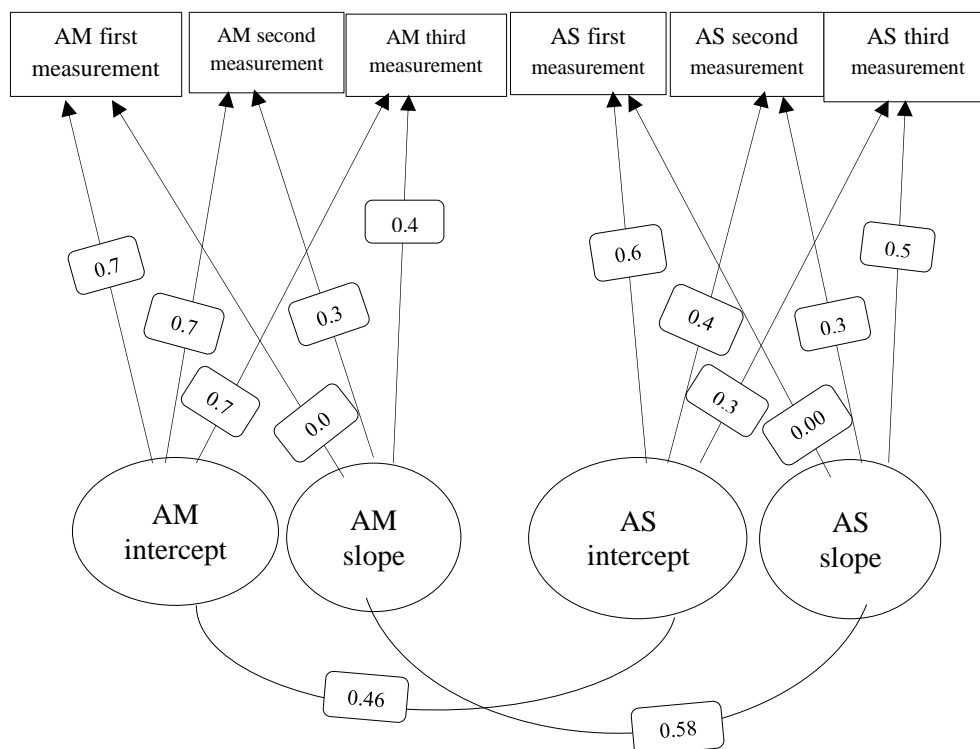 AM first
measurement
AM second
measurement
AM third
measurement
AS first
measurement
AS second
measurement
AS third
measurement
0.7
0.7
0.7
0.0
0.3
0.4
0.6
0.4
0.3
0.00
0.3
0.5
AM
intercept
AM
slope
AS
intercept
AS
slope
0.46
0.58